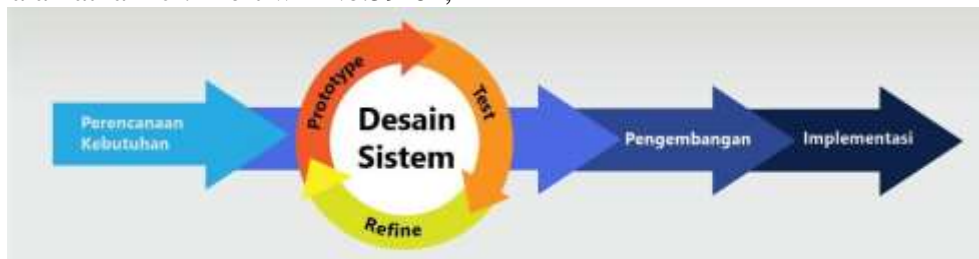 Perencanaan
Kebutuhan
Prototype
Test
Refine
Desain
Sistem
Pengembangan
Implementasi